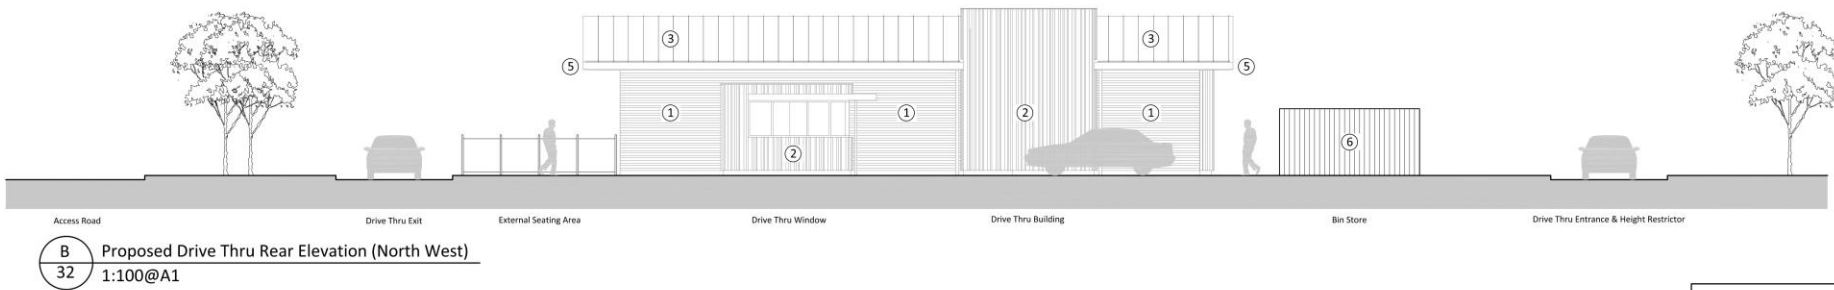 3
3
5
5
1
1
2
1
2
6
Access Road
Drive Thru Exit
External Seating Area
Drive Thru Window
Drive Thru Building
Bin Store
Drive Thru Entrance & Height Restrictor
B
32
Proposed Drive Thru Rear Elevation (North West)
1:100@A1